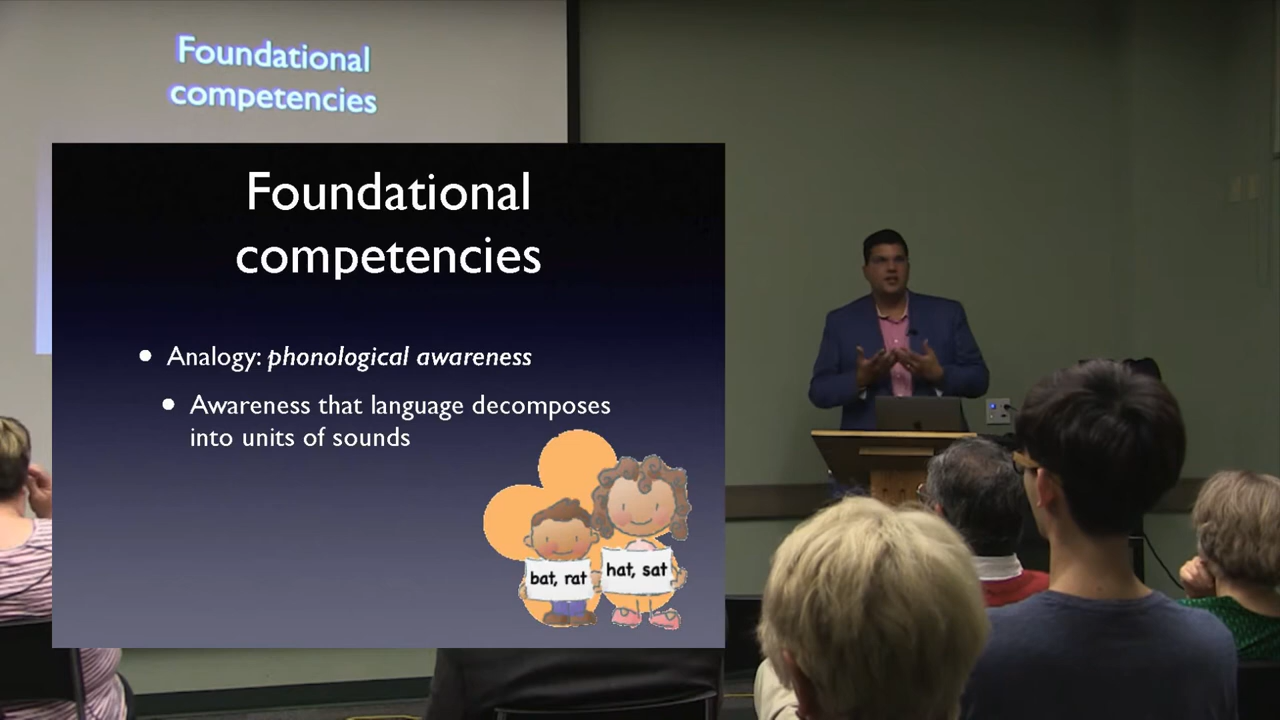 Foundational
competencies
Foundational
competencies
• Analogy: phonological awareness
• Awareness that language decomposes
into units of sounds
bat, rat
hat, sat